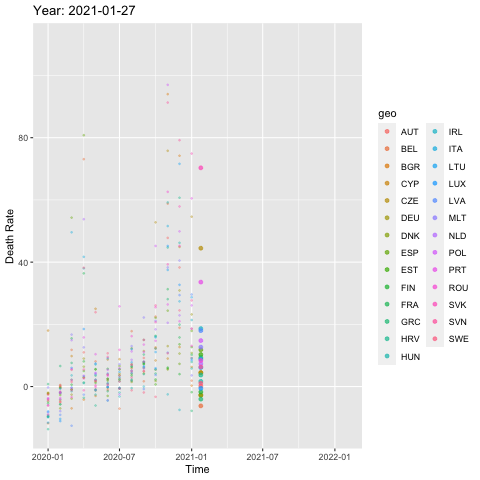 Year: 2021-01-27
Death Rate
80
40
0
2020-01 2020-07 2021-01 2021-07 2022-01
Time
geo
AUT IRL
BEL ITA
BGR LTU
CYP LUX
CZE LVA
DEU MLT
DNK NLD
ESP POL
EST PRT
FIN ROU
FRA SVK
GRC SVN
HRV SWE
HUN